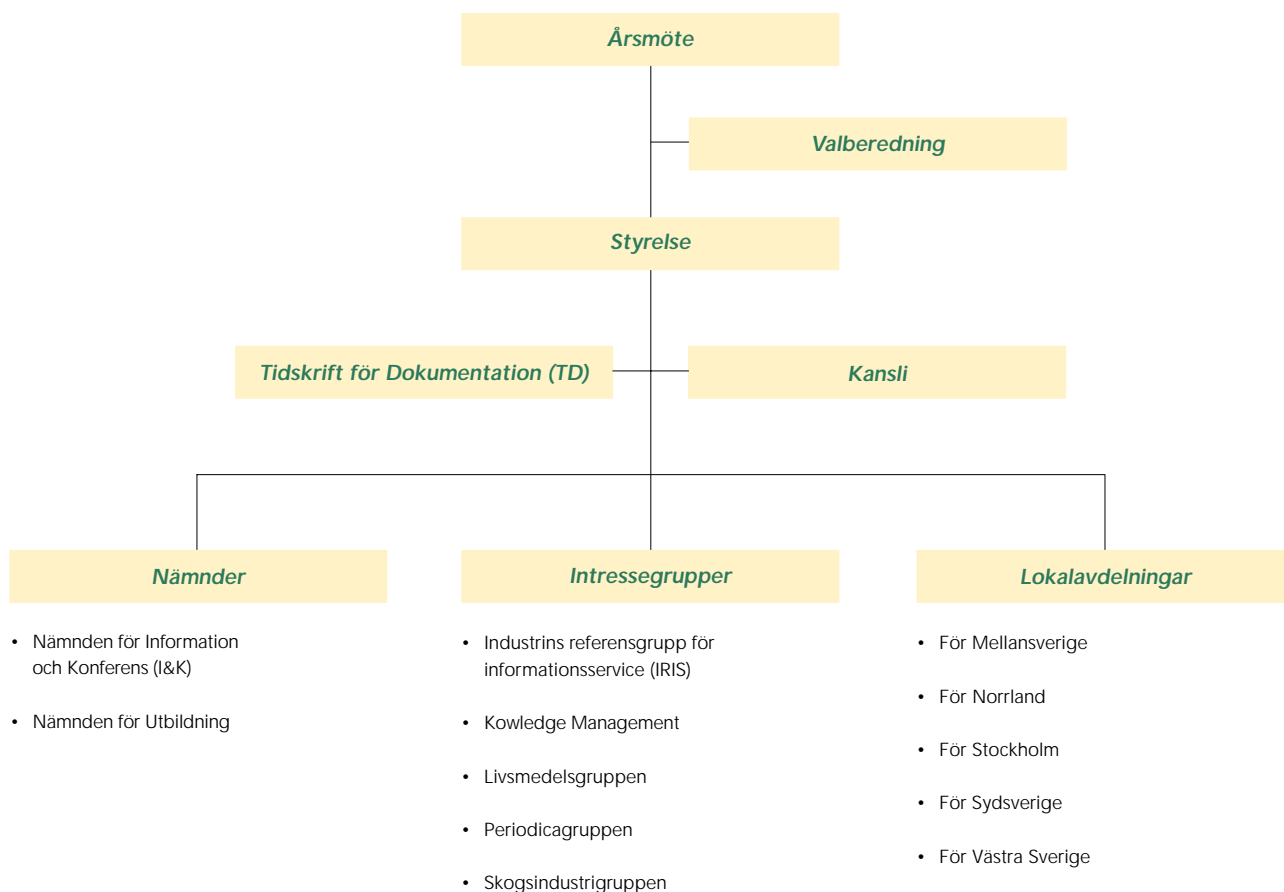 Årsmöte
Valberedning
Styrelse
Tidskrift för Dokumentation (TD)
Kansli
Nämnder
• Nämnden för Information
och Konferens (I&K)
• Nämnden för Utbildning
Intressegrupper
• Industrins referensgrupp för
informationsservice (IRIS)
• Kowledge Management
• Livsmedelsgruppen
• Periodicagruppen
• Skogsindustrigruppen
Lokalavdelningar
• För Mellansverige
• För Norrland
• För Stockholm
• För Sydsverige
• För Västra Sverige